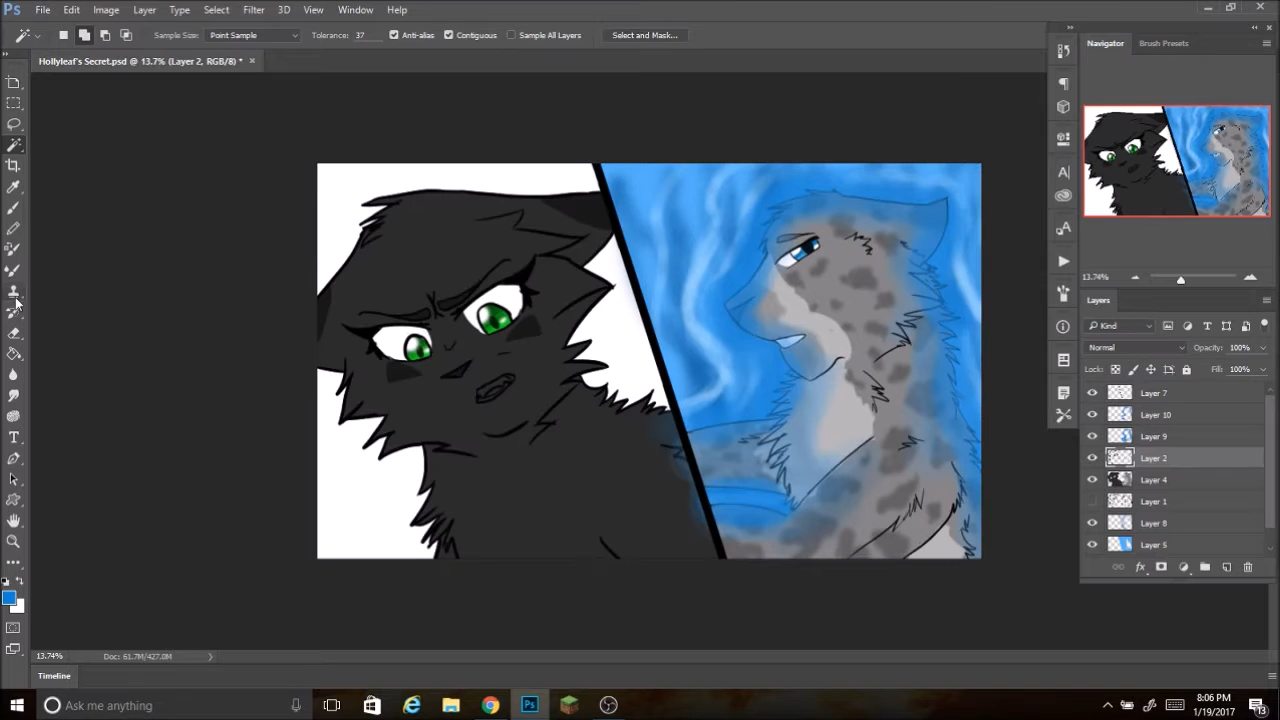 Ps File Edit Image Layer Type Select Filter 3D View Window Help
Sample Size: Point Sample Tolerance: 37 Anti-alias Contiguous Sample All Layers Select and Mask...
Hollyleaf's Secret.psd @ 13.7% (Layer 2, RGB/8) *
Navigator Brush Presets
13.74%
Layers
Kind
Normal Opacity: 100%
Lock: Fill: 100%
Layer 7
Layer 10
Layer 9
Layer 2
Layer 4
Layer 1
Layer 8
Layer 5
13.74% Doc: 61.7M/427.0M
Timeline
Ask me anything
Ps
8:06 PM
1/19/2017
13